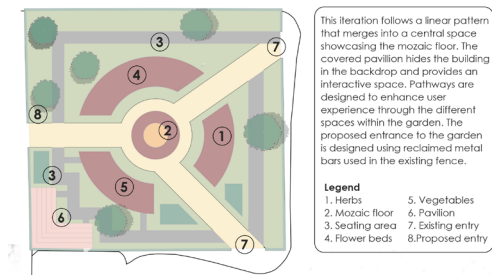 3
7
4
8
2
1
3
5
6
7
This iteration follows a linear pattern
that merges into a central space
showcasing the mozaic floor. The
covered pavillion hides the building
in the backdrop and provides an
interactive space. Pathways are
designed to enhance user
experience through the different
spaces within the garden. The
proposed entrance to the garden
is designed using reclaimed metal
bars used in the existing fence.
Legend
1. Herbs
2. Mozaic floor
3. Seating area
4. Flower beds
5. Vegetables
6. Pavilion
7. Existing entry
8.Proposed entry